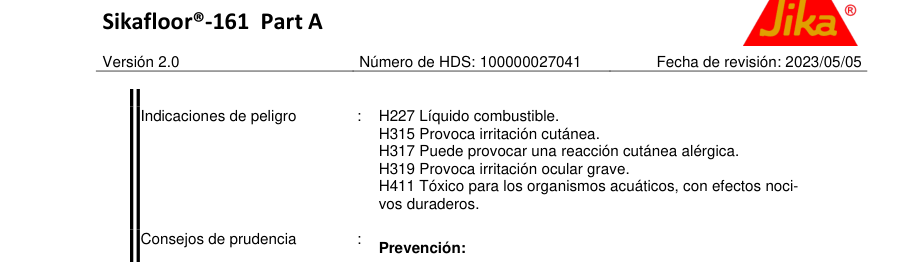 Sikafloor®-161 Part A
Sika®
Versión 2.0 Número de HDS: 100000027041 Fecha de revisión: 2023/05/05
Indicaciones de peligro : H227 Líquido combustible.
H315 Provoca irritación cutánea.
H317 Puede provocar una reacción cutánea alérgica.
H319 Provoca irritación ocular grave.
H411 Tóxico para los organismos acuáticos, con efectos noci-
vos duraderos.
Consejos de prudencia :
Prevención: